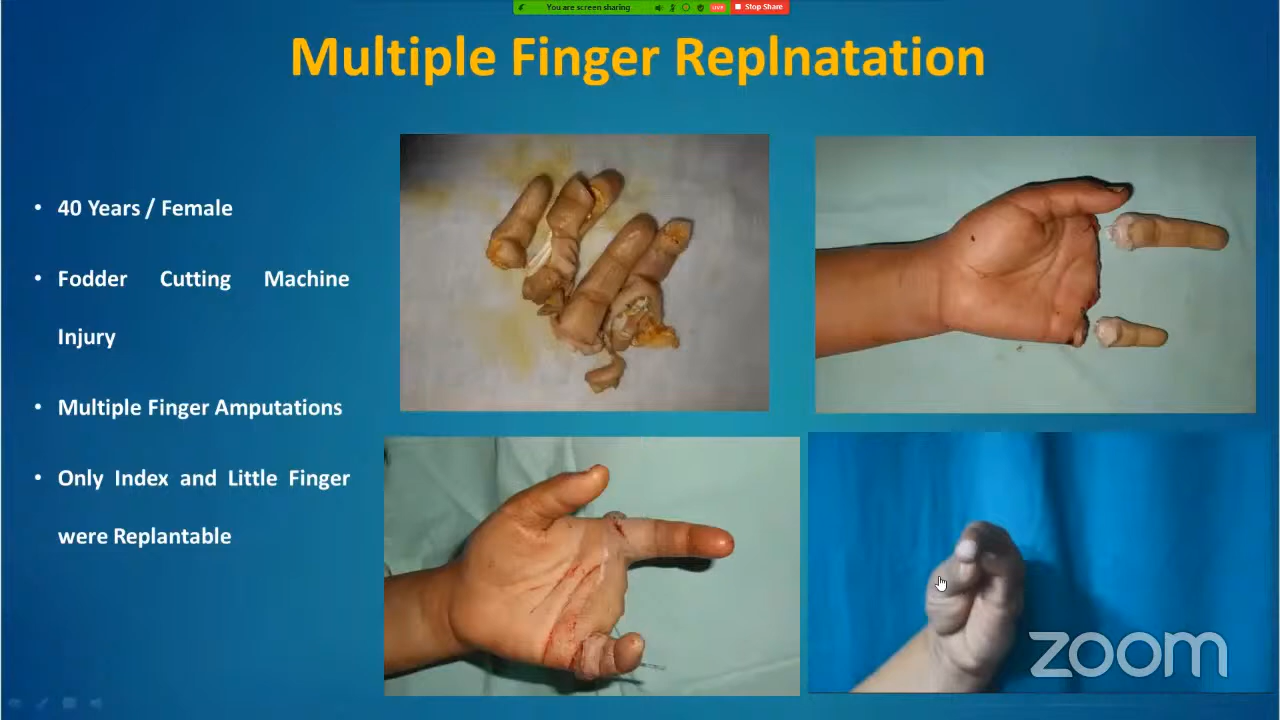 You are screen sharing LIVE Stop Share
Multiple Finger Replnatation
• 40 Years / Female
• Fodder Cutting Machine
Injury
• Multiple Finger Amputations
• Only Index and Little Finger
were Replantable
zoom